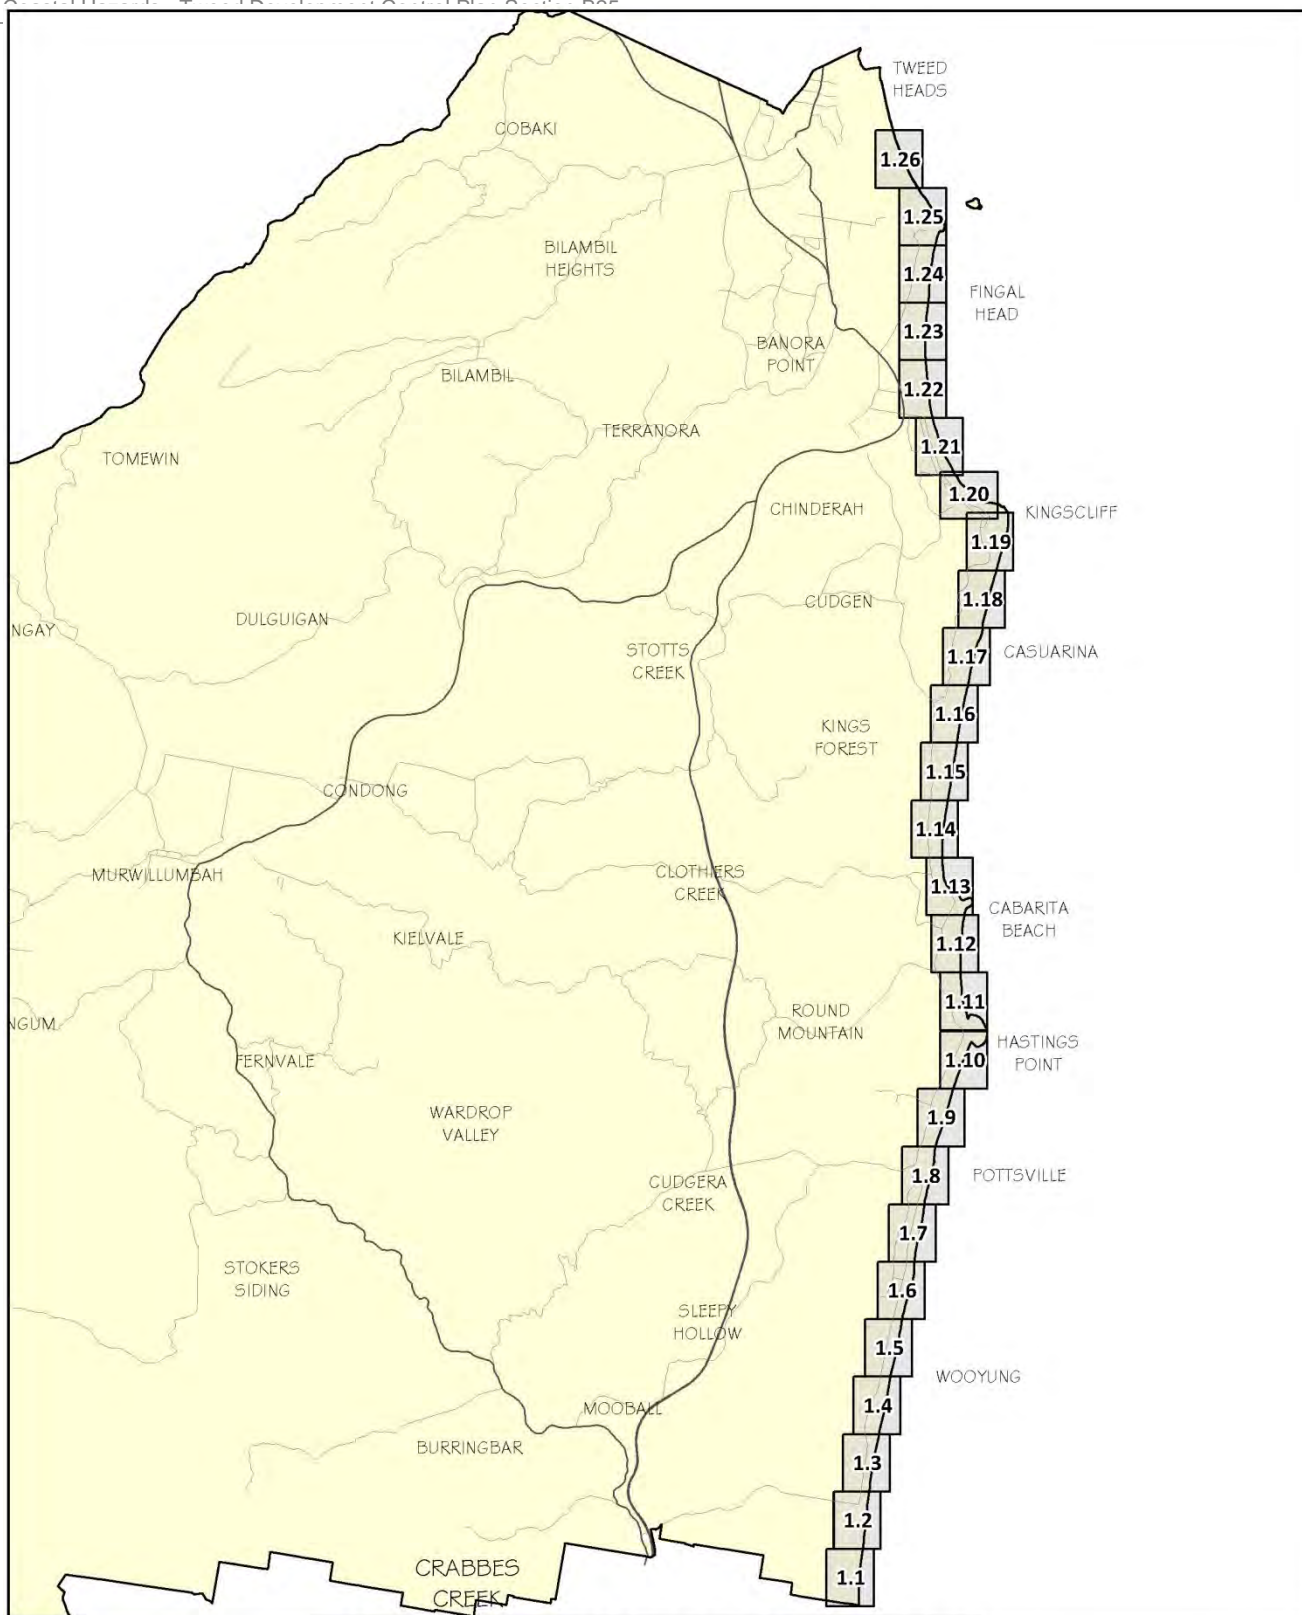 TWEED
HEADS
COBAKI
1.26
1.25
BILAMBIL
HEIGHTS
1.24
FINGAL
HEAD
1.23
BANORA
POINT
BILAMBIL
1.22
TERRANORA
1.21
TOMEWIN
1.20
CHINDERAH
KINGSCLIFF
1.19
1.18
CUDGEN
DULGUIGAN
NGAY
STOTTS
CREEK
1.17
CASUARINA
1.16
KINGS
FOREST
1.15
CONDONG
1.14
MURWILLUMBAH
CLOTHIERS
CREEK
1.13
CABARITA
BEACH
KIELVALE
1.12
1.11
ROUND
MOUNTAIN
NGUM
HASTINGS
POINT
FERNVALE
1.10
WARDROP
VALLEY
1.9
1.8
POTTSVILLE
CUDGERA
CREEK
1.7
STOKERS
SIDING
1.6
SLEEPY
HOLLOW
1.5
WOOYUNG
1.4
MOOBALL
BURRINGBAR
1.3
1.2
CRABBES
CREEK
1.1